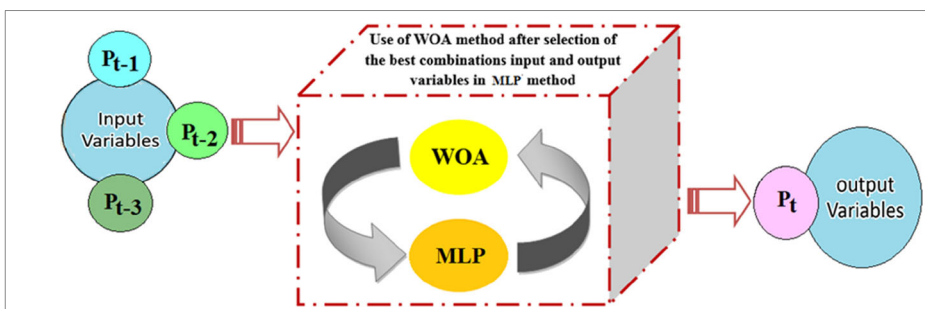 Pt-1
Input
Variables
Pt-2
Pt-3
Use of WOA method after selection of
the best combinations input and output
variables in MLP method
WOA
MLP
Pt
output
Variables